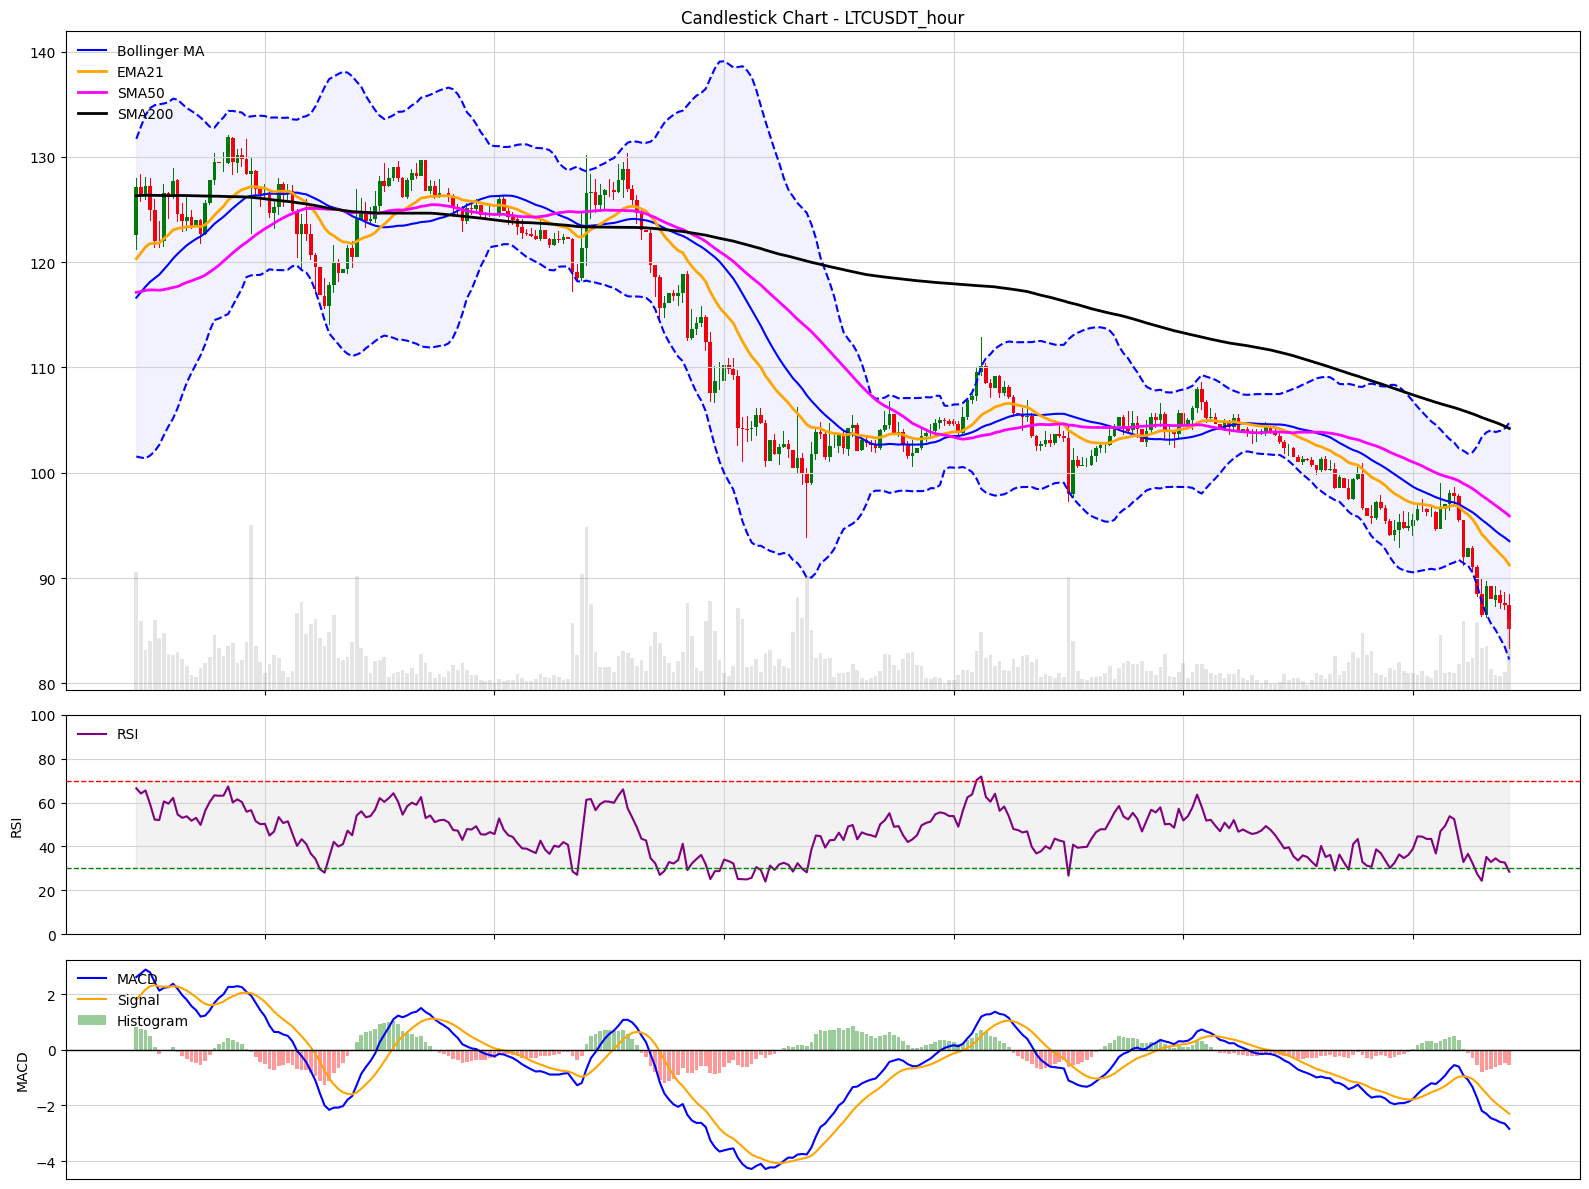 Candlestick Chart - LTCUSDT_hour
Bollinger MA
EMA21
SMA50
SMA200
140
130
120
110
100
90
80
RSI
RSI
100
80
60
40
20
0
MACD
Signal
Histogram
MACD
2
0
−2
−4